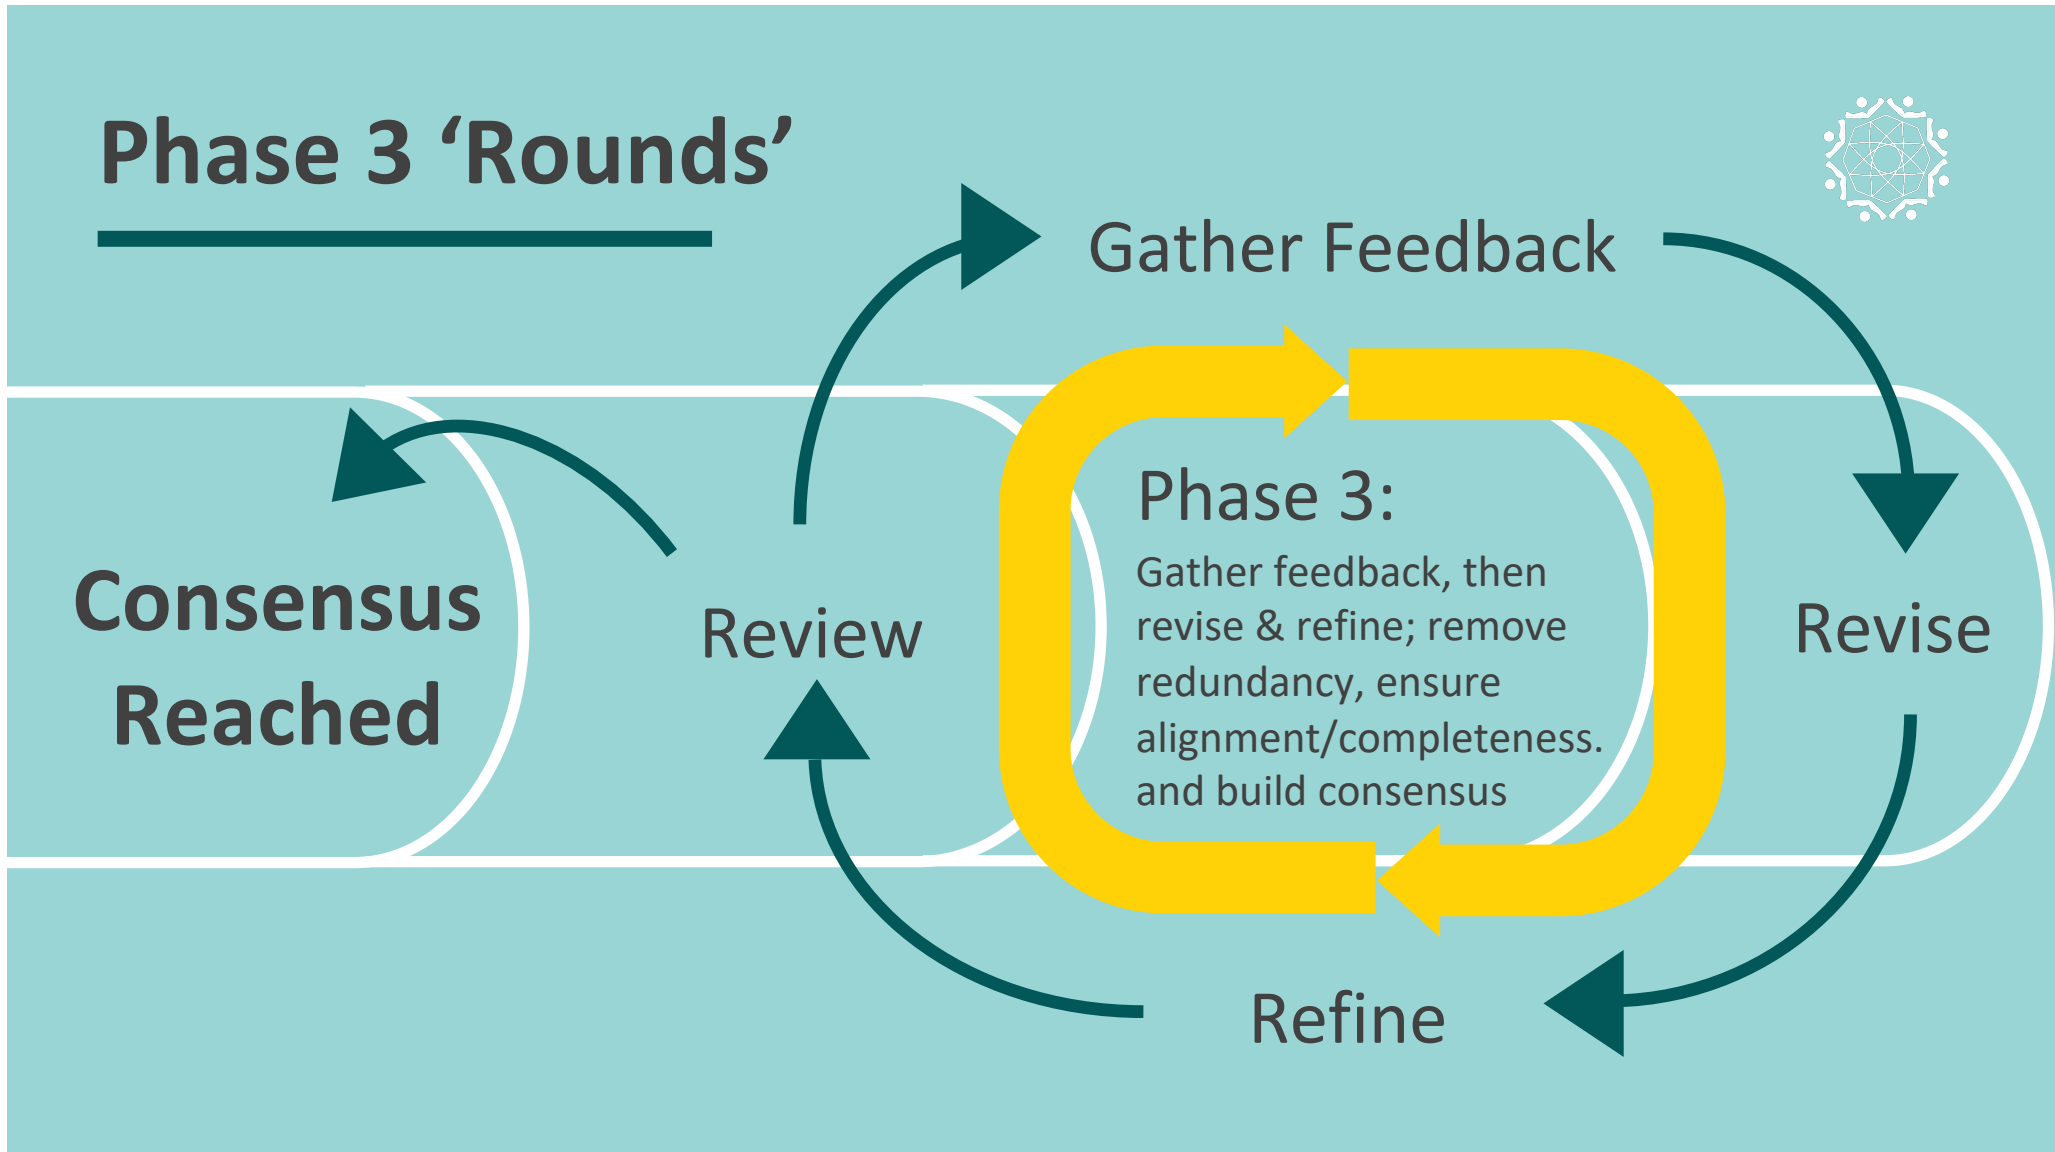 Phase 3 ‘Rounds’
Gather Feedback
Phase 3:
Gather feedback, then
revise & refine; remove
redundancy, ensure
alignment/completeness.
and build consensus
Revise
Refine
Review
Consensus
Reached